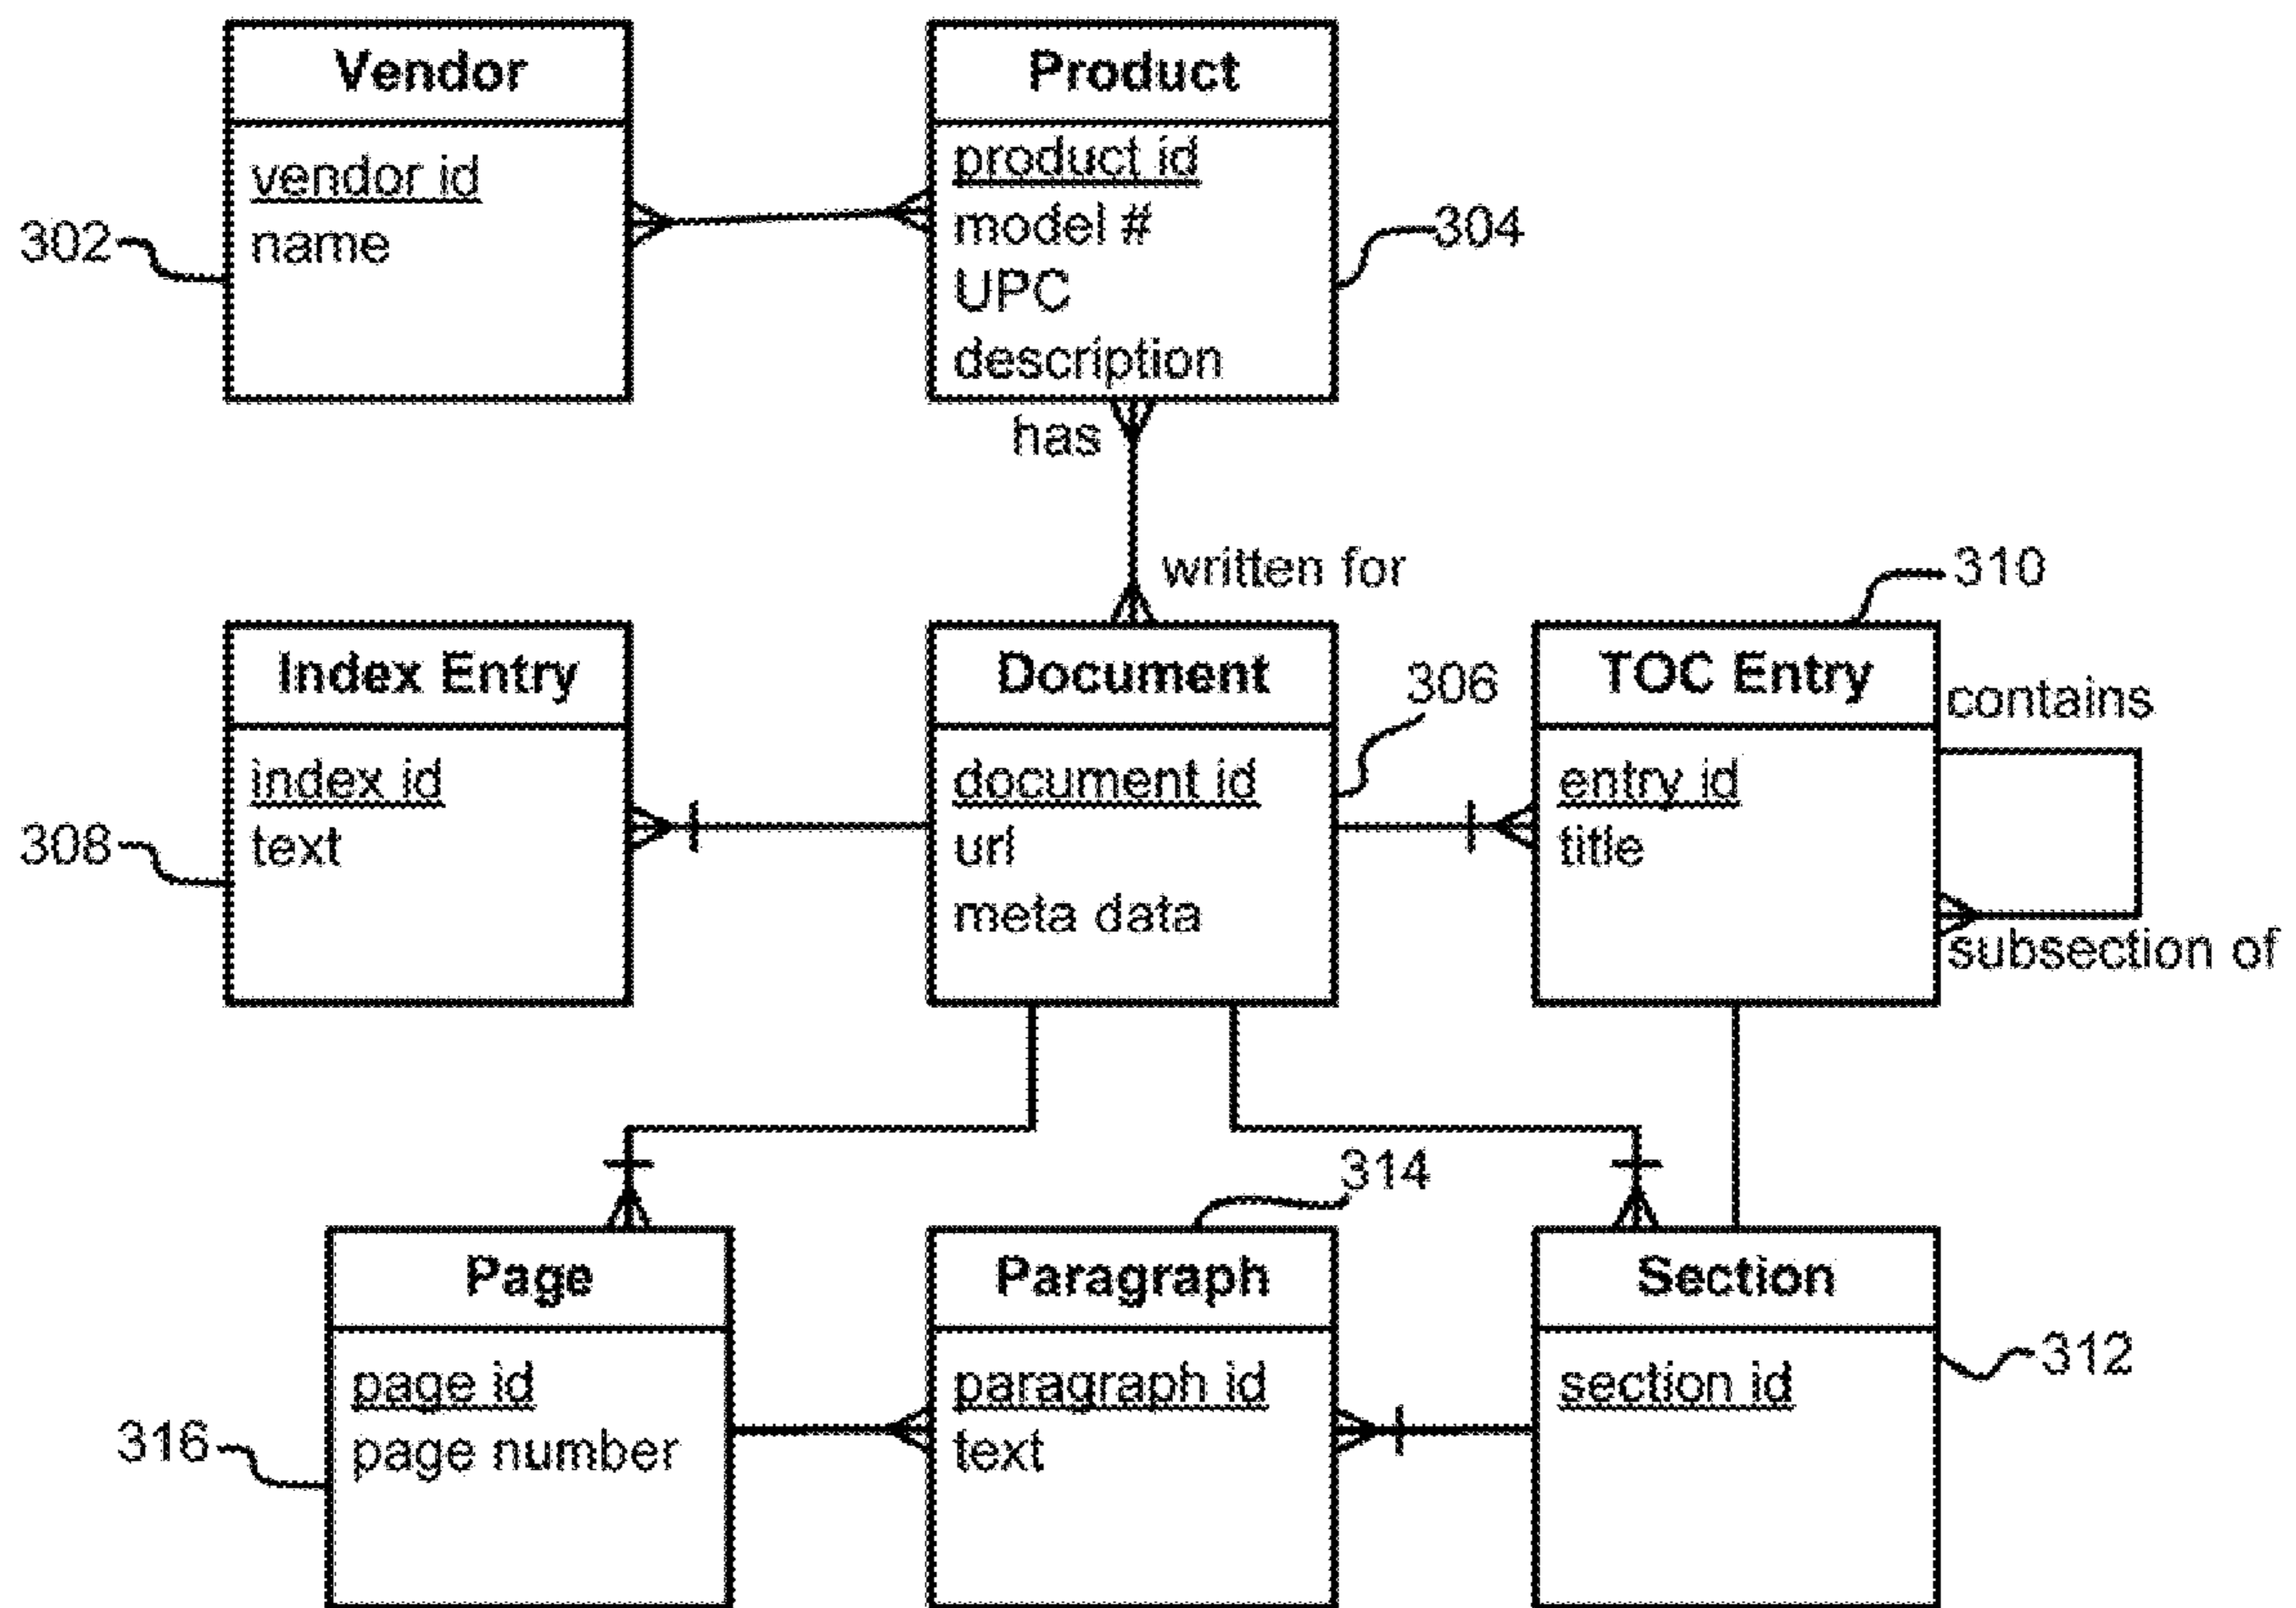 Vendor
vendor id
name
302
Product
product id
model #
UPC
description
304
has
written for
Index Entry
index id
text
308
Document
document id
url
meta data
306
TOC Entry
entry id
title
310
contains
subsection of
Page
page id
page number
316
Paragraph
paragraph id
text
314
Section
section id
312